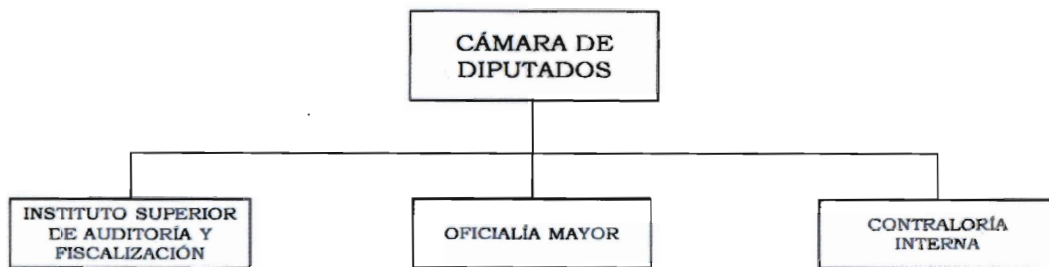 CÁMARA DE
DIPUTADOS
INSTITUTO SUPERIOR
DE AUDITORÍA Y
FISCALIZACIÓN
OFICIALÍA MAYOR
CONTRALORÍA
INTERNA